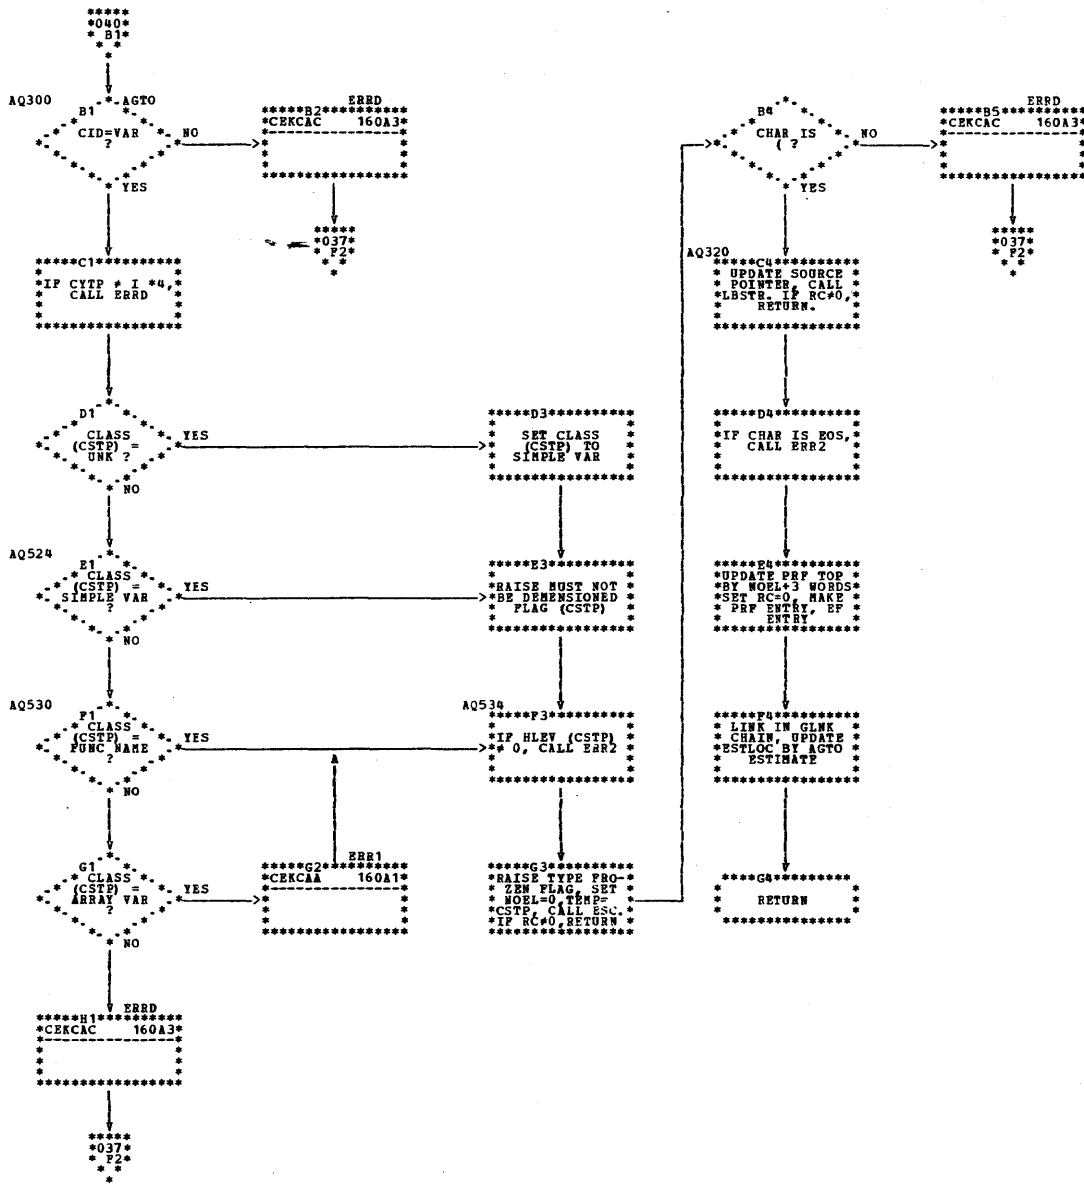 *040*
* B1*
AQ300
B1 AGTO
CID=VAR
?
NO
YES
ERRD
*****B2**********
*CEKCAC 160A3*
*037*
* F2*
*****C1**********
*IF CYTP ≠ I *4,*
CALL ERRD
D1
CLASS
(CSTP) =
UNK ?
YES
NO
*****D3**********
SET CLASS
(CSTP) TO
SIMPLE VAR
AQ524
E1
CLASS
(CSTP) =
SIMPLE VAR
?
YES
NO
*****E3**********
*RAISE MUST NOT
*BE DEMENSIONED *
FLAG (CSTP)
AQ530
F1
CLASS
(CSTP) =
FUNC NAME
?
YES
NO
AQ534
*****F3**********
*IF HLEV (CSTP) *
* ≠ 0, CALL ERR2 *
G1
CLASS
(CSTP) =
ARRAY VAR
?
YES
NO
ERR1
*****G2**********
*CEKCAA 160A1*
*****G3**********
*RAISE TYPE FRO-*
* ZEN FLAG, SET *
* NOEL=0,TEMP= *
* CSTP, CALL ESC.*
*IF RC≠0,RETURN *
ERRD
*****H1**********
*CEKCAC 160A3*
*037*
* F2*
B4
CHAR IS
( ?
NO
YES
ERRD
*****B5**********
*CEKCAC 160A3*
*037*
* F2*
AQ320
*****C4**********
* UPDATE SOURCE *
* POINTER, CALL *
*LBSTR. IF RC≠0,*
* RETURN. *
*****D4**********
*IF CHAR IS EOS,*
CALL ERR2
*****E4**********
*UPDATE PRF TOP *
*BY NOEL+3 WORDS*
*SET RC=0, MAKE *
* PRF ENTRY, EF *
* ENTRY *
*****F4**********
* LINK IN GLNK *
* CHAIN, UPDATE *
*ESTLOC BY AGTO *
* ESTIMATE *
****G4*********
RETURN